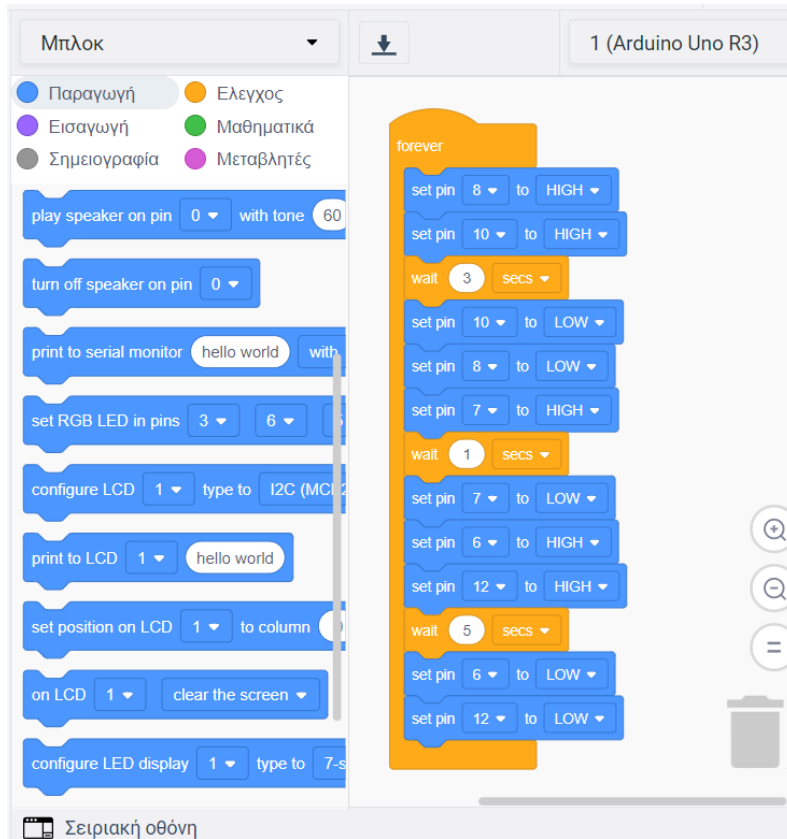 Μπλοκ
1 (Arduino Uno R3)
Παραγωγή
Ελεγχος
Εισαγωγή
Μαθηματικά
Σημειογραφία
Μεταβλητές
play speaker on pin 0 with tone 60
turn off speaker on pin 0
print to serial monitor hello world with
set RGB LED in pins 3 6
configure LCD 1 type to I2C
print to LCD 1 hello world
set position on LCD 1 to column
on LCD 1 clear the screen
configure LED display 1 type to 7-s
Σειριακή οθόνη
forever
set pin 8 to HIGH
set pin 10 to HIGH
wait 3 secs
set pin 10 to LOW
set pin 8 to LOW
set pin 7 to HIGH
wait 1 secs
set pin 7 to LOW
set pin 6 to HIGH
set pin 12 to HIGH
wait 5 secs
set pin 6 to LOW
set pin 12 to LOW